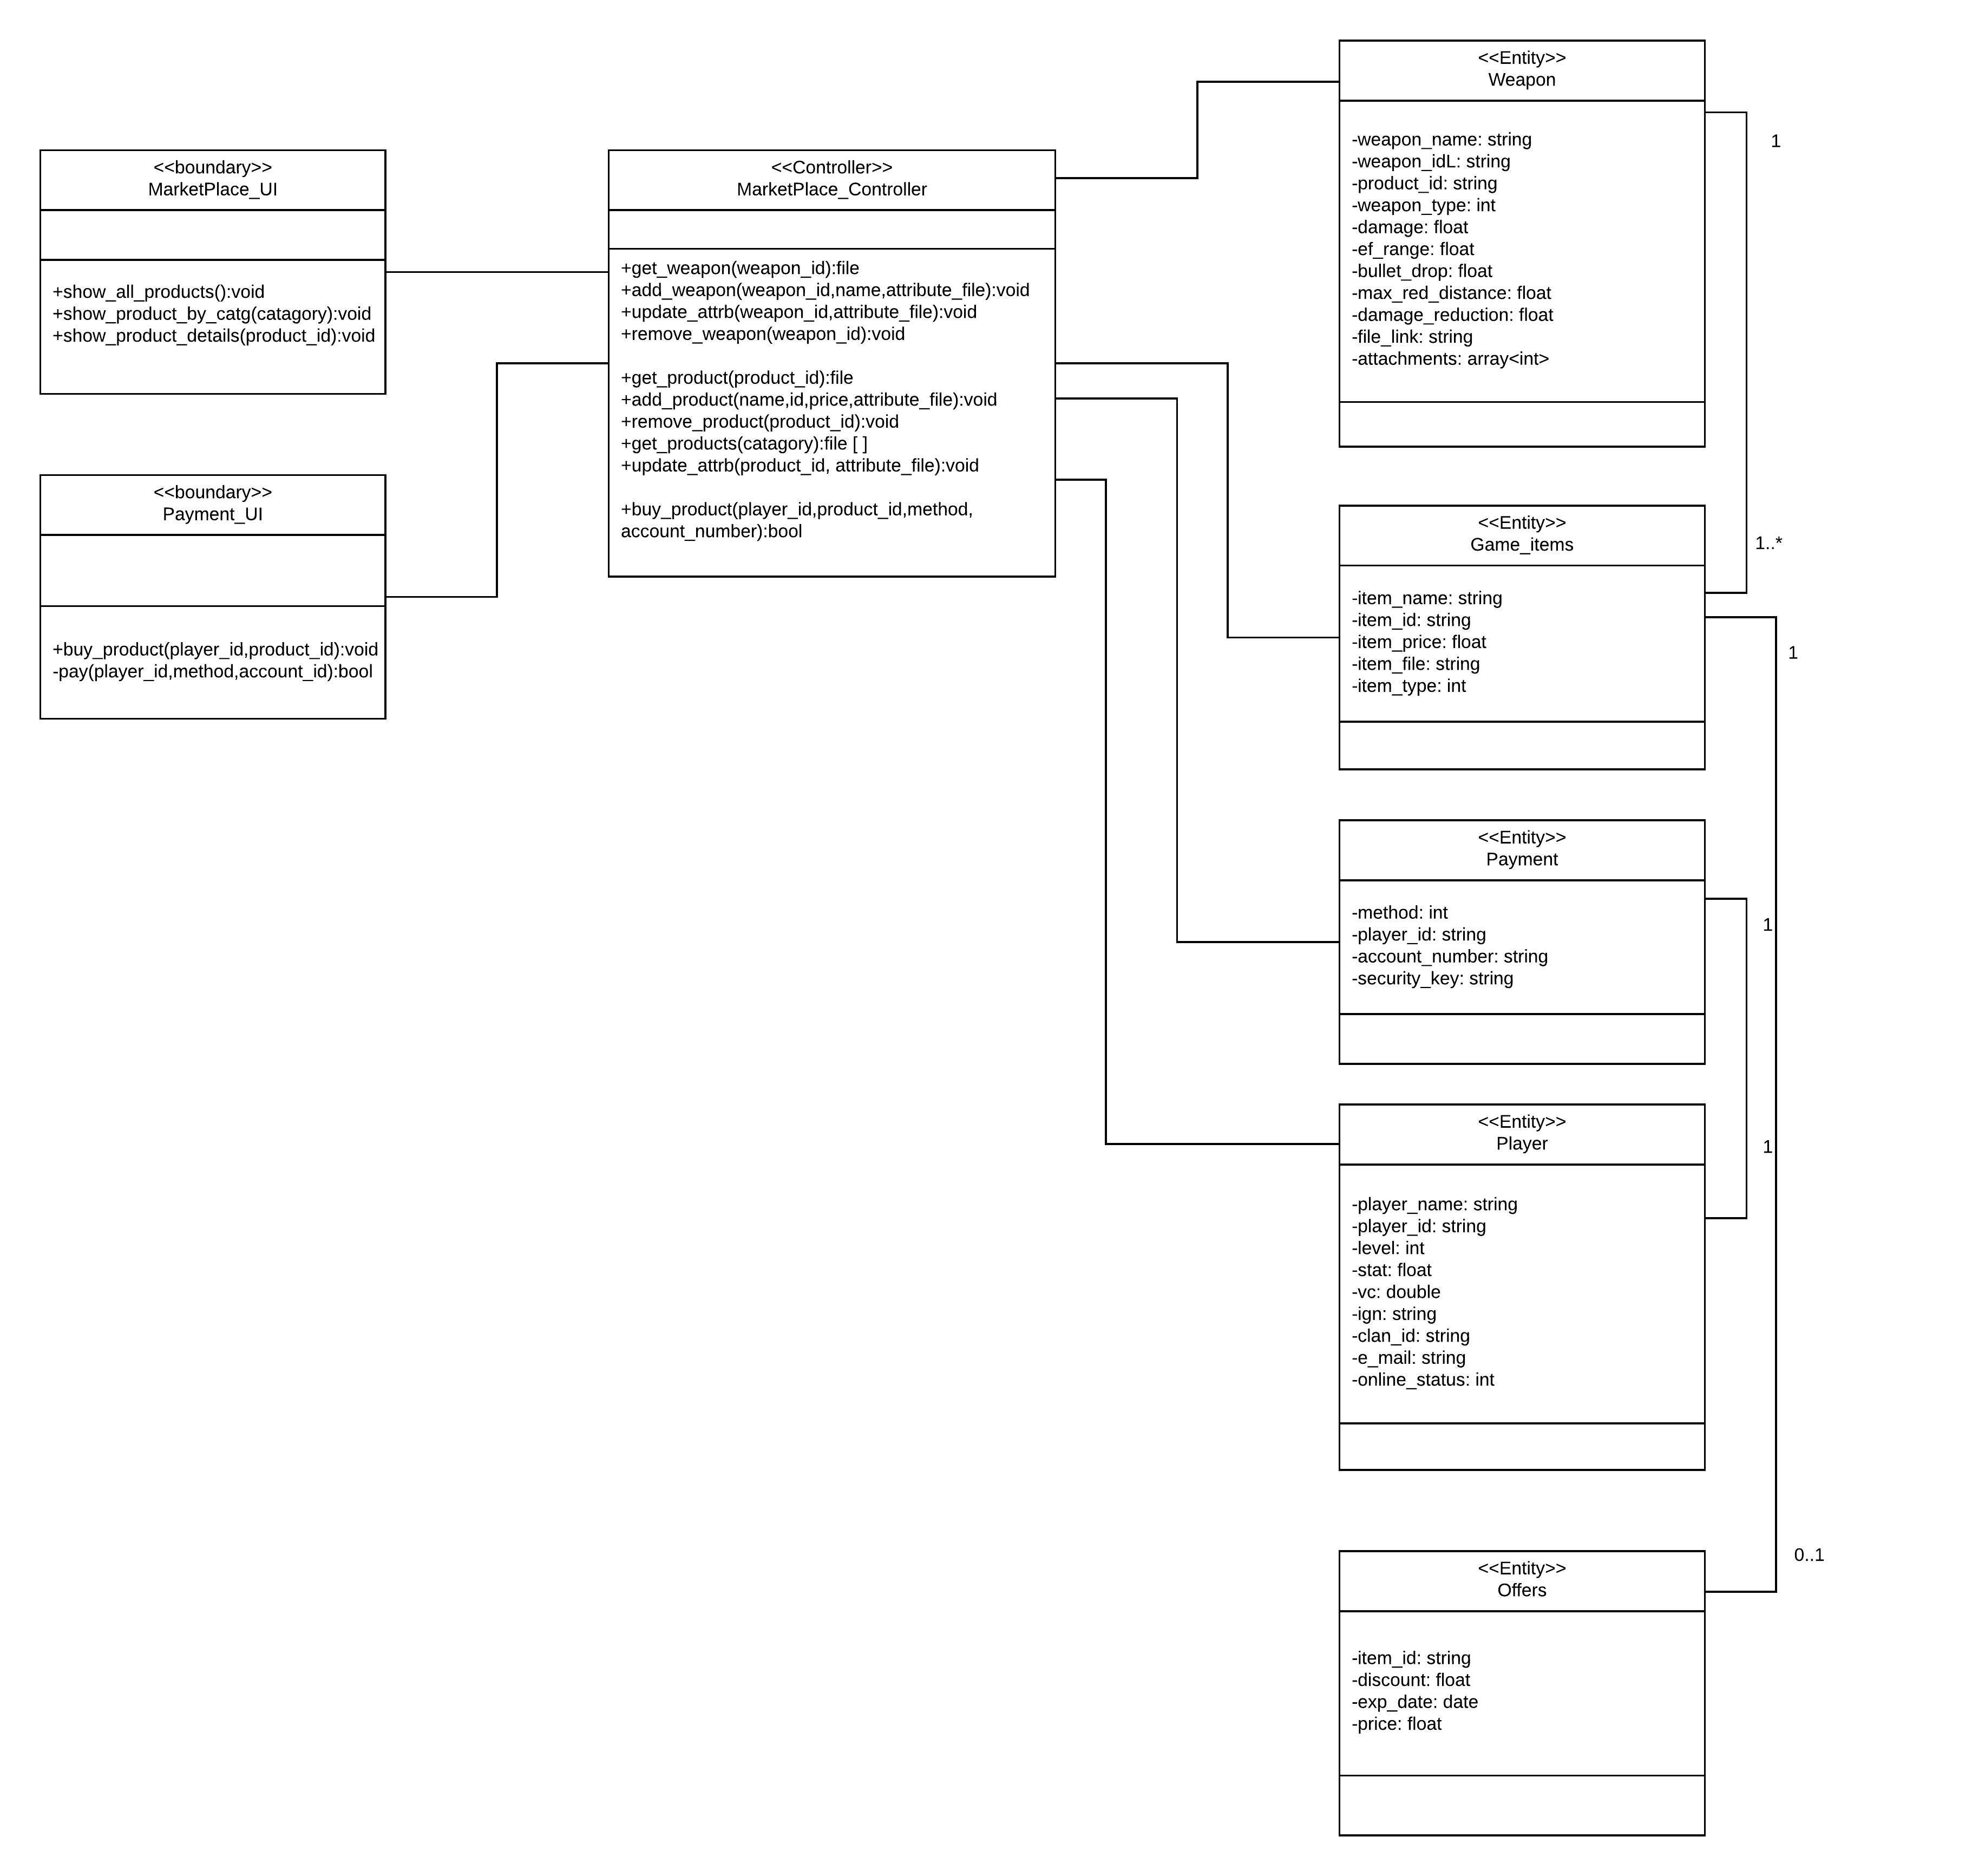 <<boundary>>
MarketPlace_UI
+show_all_products():void
+show_product_by_catg(catagory):void
+show_product_details(product_id):void
<<boundary>>
Payment_UI
+buy_product(player_id,product_id):void
-pay(player_id,method,account_id):bool
<<Controller>>
MarketPlace_Controller
+get_weapon(weapon_id):file
+add_weapon(weapon_id,name,attribute_file):void
+update_attrb(weapon_id,attribute_file):void
+remove_weapon(weapon_id):void
+get_product(product_id):file
+add_product(name,id,price,attribute_file):void
+remove_product(product_id):void
+get_products(catagory):file [ ]
+update_attrb(product_id, attribute_file):void
+buy_product(player_id,product_id,method,
account_number):bool
<<Entity>>
Weapon
-weapon_name: string
-weapon_idL: string
-product_id: string
-weapon_type: int
-damage: float
-ef_range: float
-bullet_drop: float
-max_red_distance: float
-damage_reduction: float
-file_link: string
-attachments: array<int>
1
1..*
<<Entity>>
Game_items
-item_name: string
-item_id: string
-item_price: float
-item_file: string
-item_type: int
1
<<Entity>>
Payment
-method: int
-player_id: string
-account_number: string
-security_key: string
1
1
<<Entity>>
Player
-player_name: string
-player_id: string
-level: int
-stat: float
-vc: double
-ign: string
-clan_id: string
-e_mail: string
-online_status: int
0..1
<<Entity>>
Offers
-item_id: string
-discount: float
-exp_date: date
-price: float